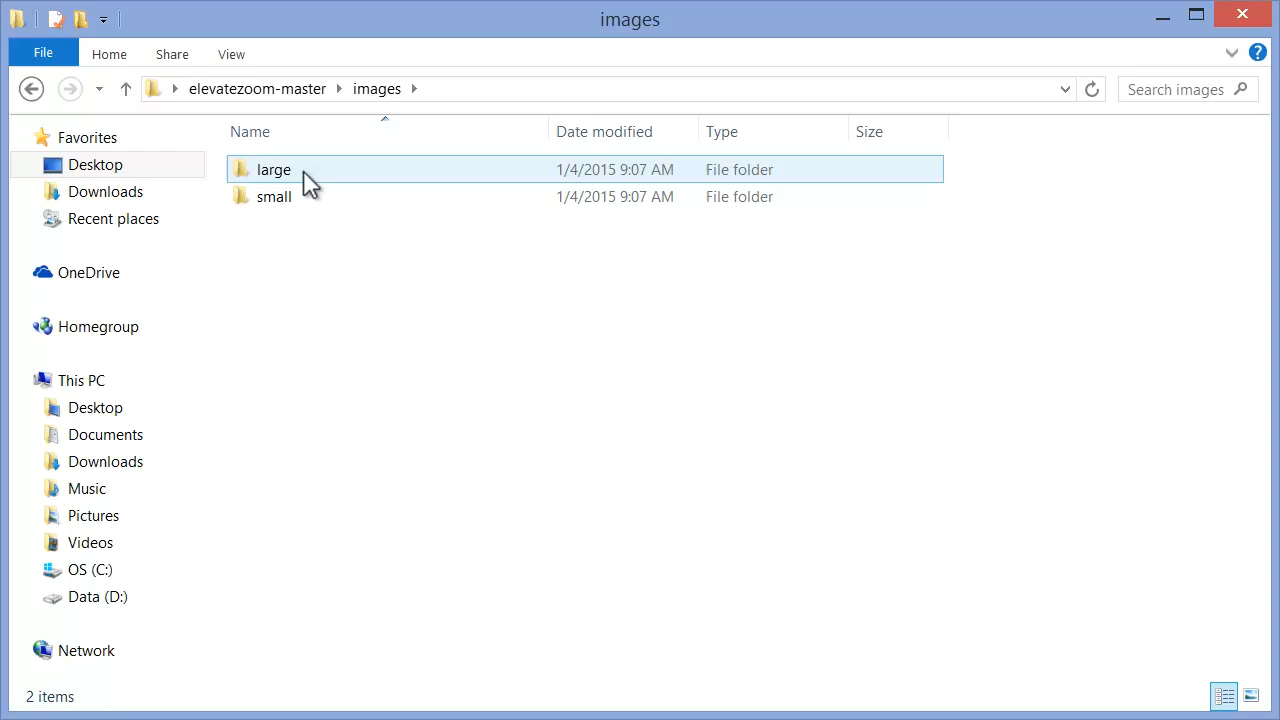 images
File Home Share View
elevatezoom-master images Search images
Name Date modified Type Size
Favorites
Desktop
Downloads
Recent places
OneDrive
Homegroup
This PC
Desktop
Documents
Downloads
Music
Pictures
Videos
OS (C:)
Data (D:)
Network
large 1/4/2015 9:07 AM File folder
small 1/4/2015 9:07 AM File folder
2 items